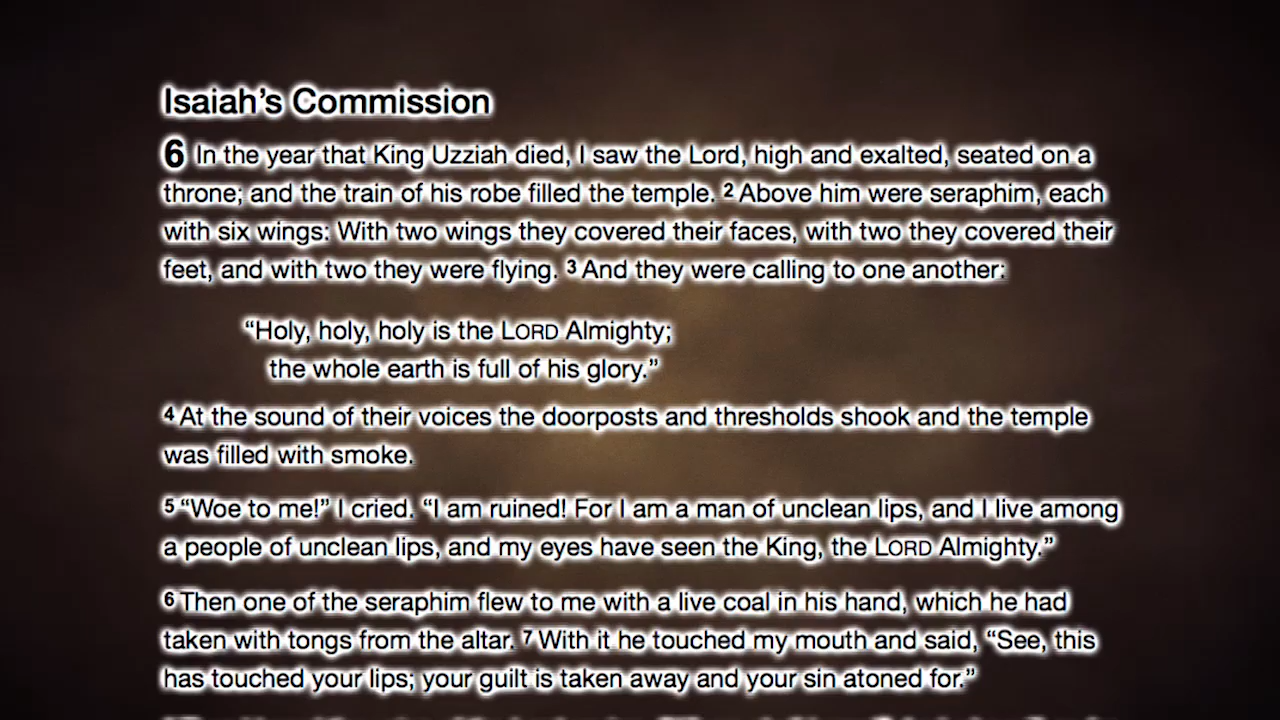 Isaiah’s Commission
6 In the year that King Uzziah died, I saw the Lord, high and exalted, seated on a
throne; and the train of his robe filled the temple. 2 Above him were seraphim, each
with six wings: With two wings they covered their faces, with two they covered their
feet, and with two they were flying. 3 And they were calling to one another:
“Holy, holy, holy is the LORD Almighty;
the whole earth is full of his glory.”
4 At the sound of their voices the doorposts and thresholds shook and the temple
was filled with smoke.
5 “Woe to me!” I cried. “I am ruined! For I am a man of unclean lips, and I live among
a people of unclean lips, and my eyes have seen the King, the LORD Almighty.”
6 Then one of the seraphim flew to me with a live coal in his hand, which he had
taken with tongs from the altar. 7 With it he touched my mouth and said, “See, this
has touched your lips; your guilt is taken away and your sin atoned for.”